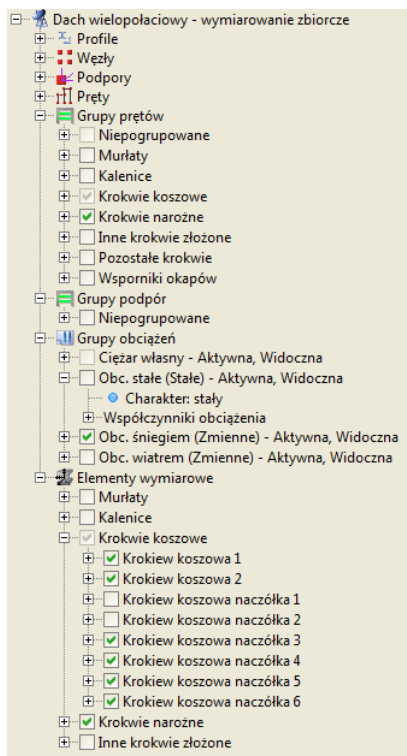 Dach wielopołaciowy - wymiarowanie zbiorcze
Profile
Węzły
Podpory
Pręty
Grupy prętów
Niepogrupowane
Murłaty
Kalenice
Krokwie koszowe
Krokwie narożne
Inne krokwie złożone
Pozostałe krokwie
Wsporniki okapów
Grupy podpór
Niepogrupowane
Grupy obciążeń
Ciężar własny - Aktywna, Widoczna
Obc. stałe (Stałe) - Aktywna, Widoczna
Charakter: stały
Współczynniki obciążenia
Obc. śniegiem (Zmienne) - Aktywna, Widoczna
Obc. wiatrem (Zmienne) - Aktywna, Widoczna
Elementy wymiarowe
Murłaty
Kalenice
Krokwie koszowe
Krokiew koszowa 1
Krokiew koszowa 2
Krokiew koszowa naczółka 1
Krokiew koszowa naczółka 2
Krokiew koszowa naczółka 3
Krokiew koszowa naczółka 4
Krokiew koszowa naczółka 5
Krokiew koszowa naczółka 6
Krokwie narożne
Inne krokwie złożone